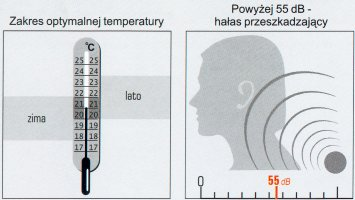 Zakres optymalnej temperatury
°C
25 25
24 24
23 23
22 22
21 21
20 20
19 19
18 18
17 17
zima
lato
Powyżej 55 dB -
hałas przeszkadzający
0
55 dB